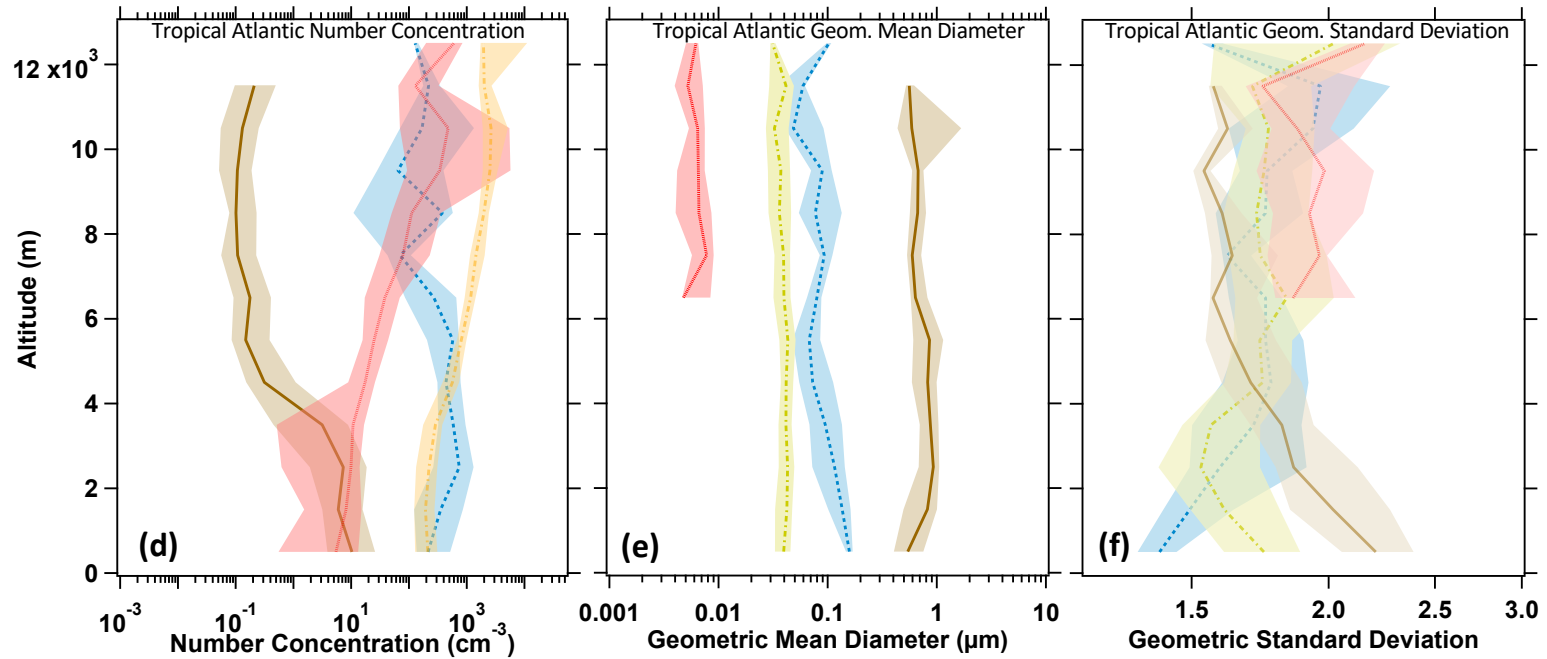 Tropical Atlantic Number Concentration
Tropical Atlantic Geom. Mean Diameter
Tropical Atlantic Geom. Standard Deviation
12 x10³
10
8
6
4
2
0
Altitude (m)
(d)
(e)
(f)
10⁻³ 10⁻¹ 10¹ 10³
0.001 0.01 0.1 1 10
1.5 2.0 2.5 3.0
Number Concentration (cm⁻³)
Geometric Mean Diameter (µm)
Geometric Standard Deviation